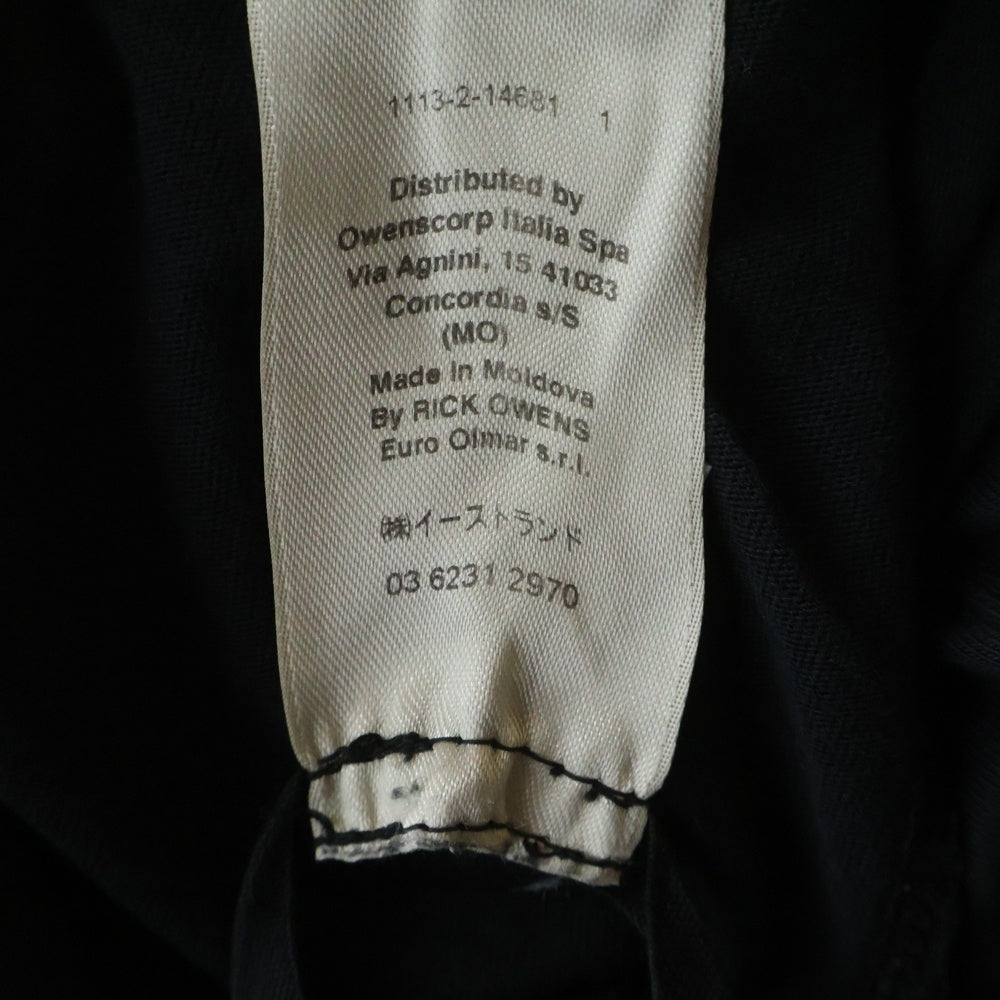 1113-2-14681 1
Distributed by
Owenscorp Italia Spa
Via Agnini, 15 41033
Concordia s/S
(MO)
Made in Moldova
By RICK OWENS
Euro Olmar s.r.l.
㈱イーストランド
03 6231 2970